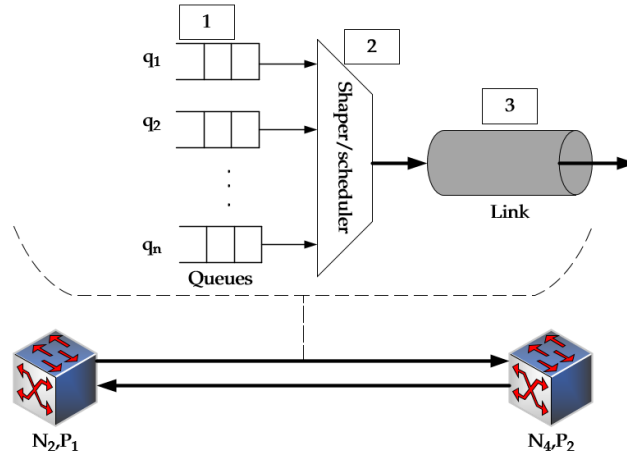 1
2
3
q1
q2
qn
Queues
Shaper/scheduler
Link
N2,P1
N4,P2